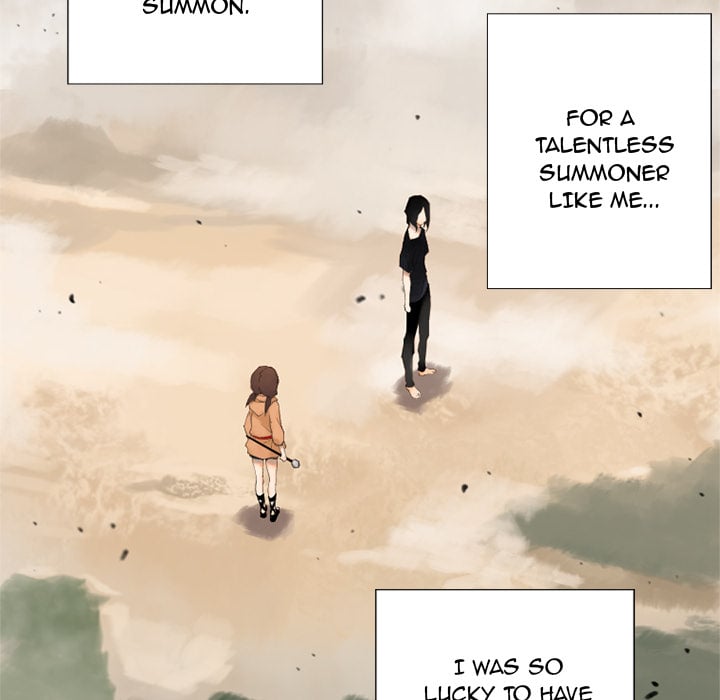 SUMMON.
FOR A
TALENTLESS
SUMMONER
LIKE ME...
I WAS SO
LUCKY TO HAVE